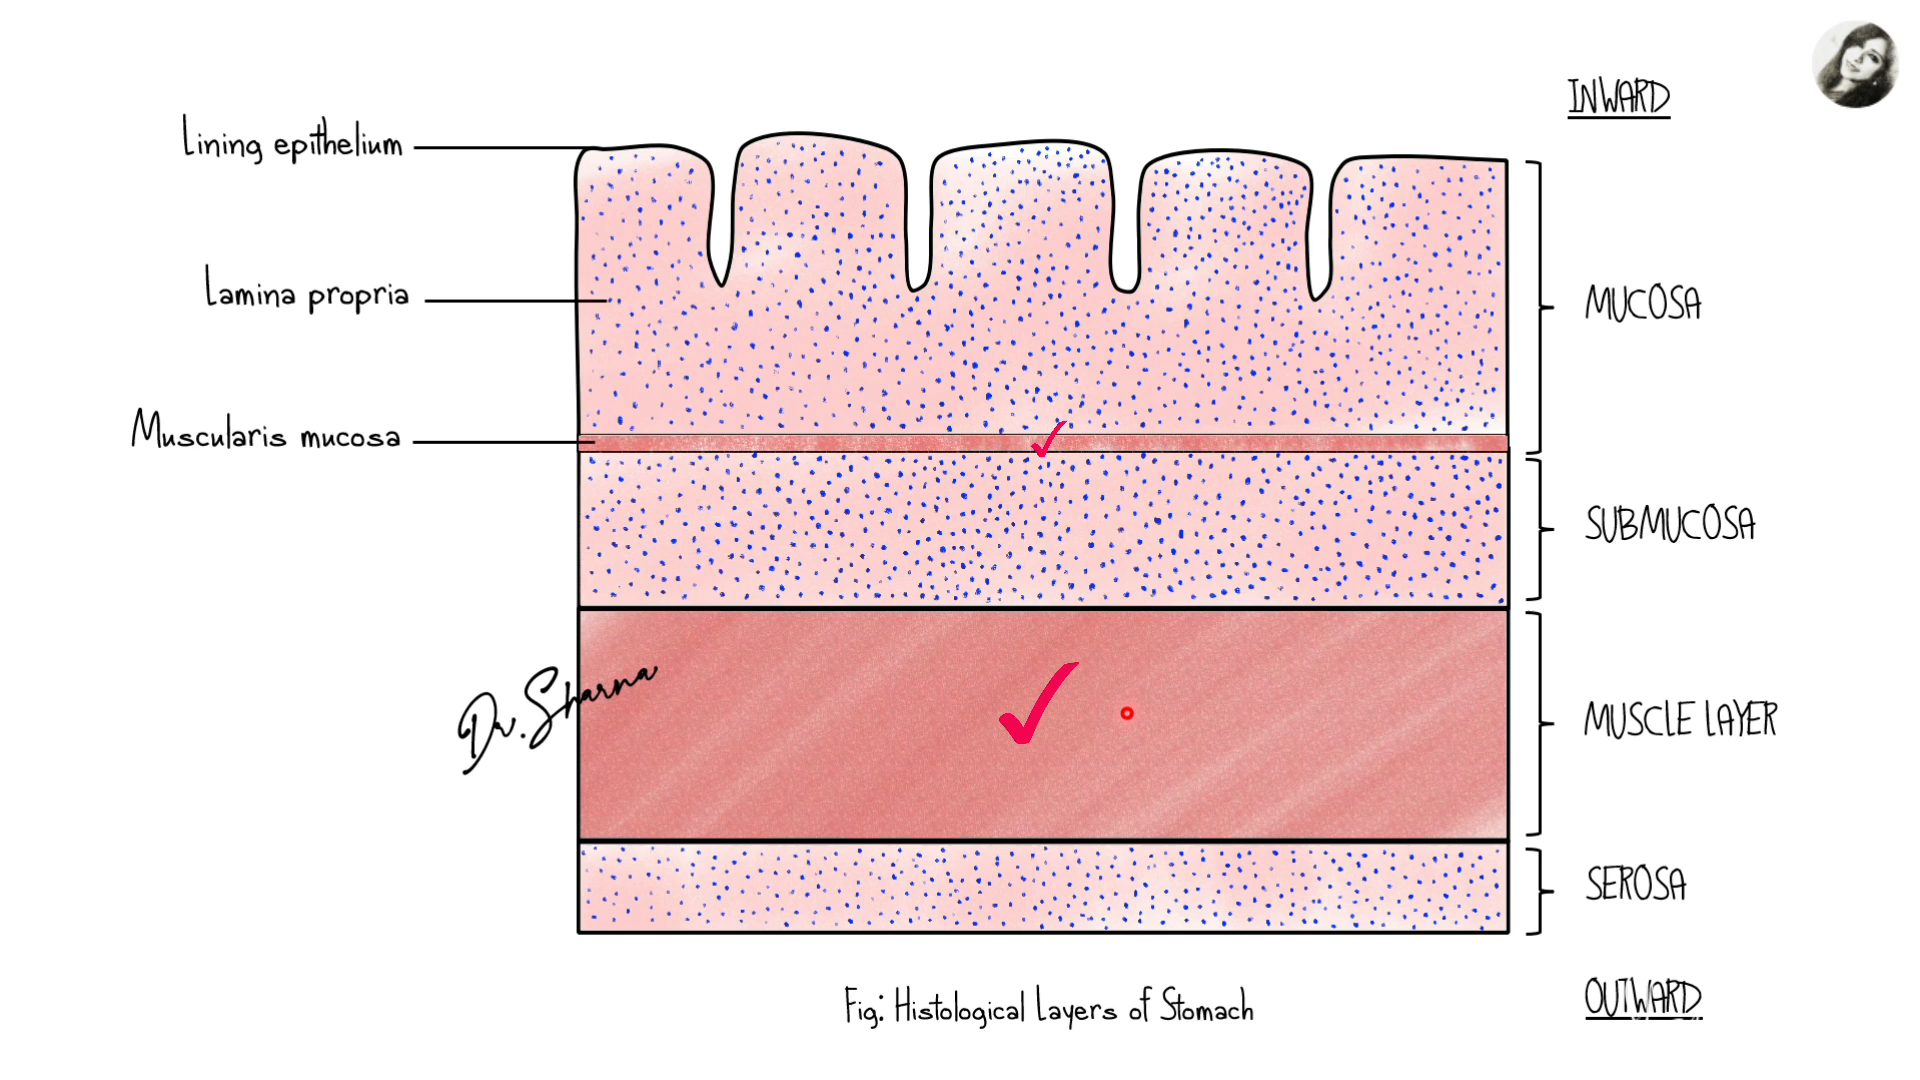 INWARD
Lining epithelium
Lamina propria
MUCOSA
Muscularis mucosa
SUBMUCOSA
Dr. Sharna
MUSCLE LAYER
SEROSA
OUTWARD
Fig: Histological Layers of Stomach